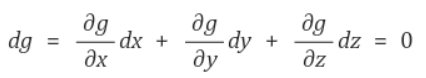 dg = ∂g/∂x dx + ∂g/∂y dy + ∂g/∂z dz = 0